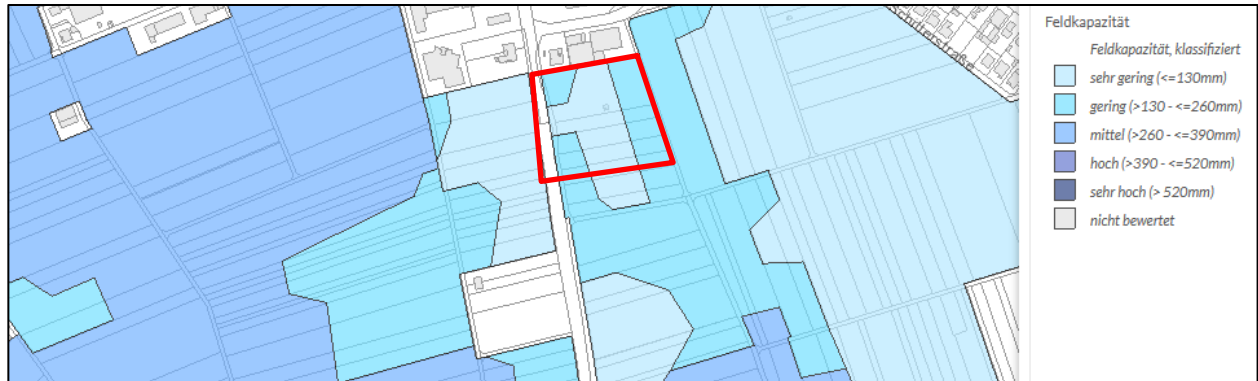 Feldkapazität
Feldkapazität, klassifiziert
sehr gering (<=130mm)
gering (>130 - <=260mm)
mittel (>260 - <=390mm)
hoch (>390 - <=520mm)
sehr hoch (> 520mm)
nicht bewertet